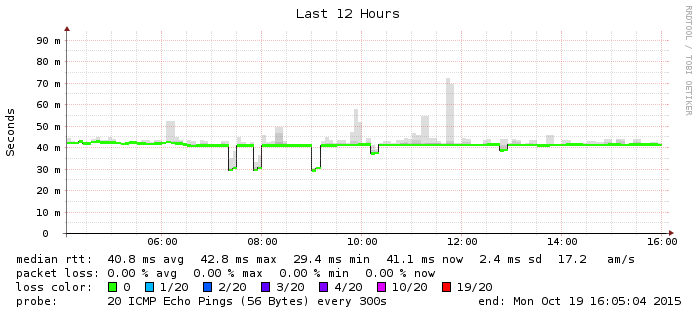 Last 12 Hours
RRDTOOL / TOBI OETIKER
Seconds
90 m
80 m
70 m
60 m
50 m
40 m
30 m
20 m
10 m
0
06:00 08:00 10:00 12:00 14:00 16:00
median rtt: 40.8 ms avg 42.8 ms max 29.4 ms min 41.1 ms now 2.4 ms sd 17.2 am/s
packet loss: 0.00 % avg 0.00 % max 0.00 % min 0.00 % now
loss color: 0 1/20 2/20 3/20 4/20 10/20 19/20
probe: 20 ICMP Echo Pings (56 Bytes) every 300s end: Mon Oct 19 16:05:04 2015